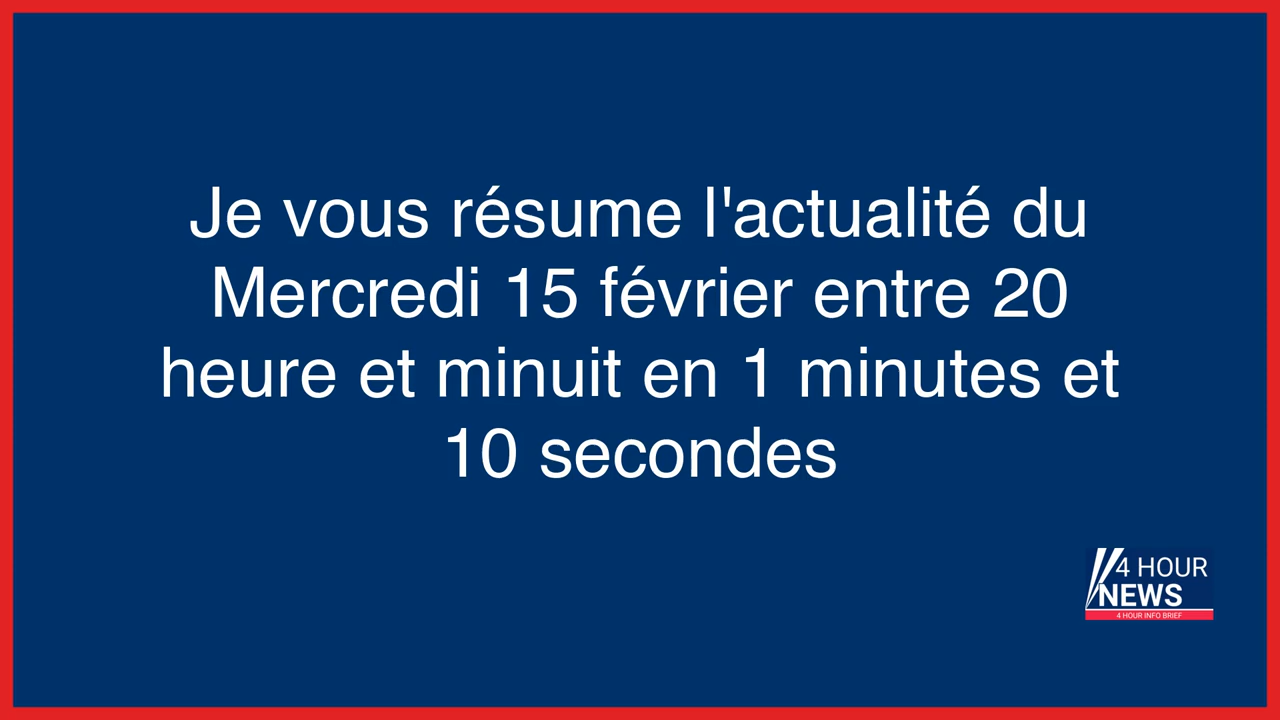 Je vous résume l'actualité du
Mercredi 15 février entre 20
heure et minuit en 1 minutes et
10 secondes
4 HOUR
NEWS
4 HOUR INFO BRIEF